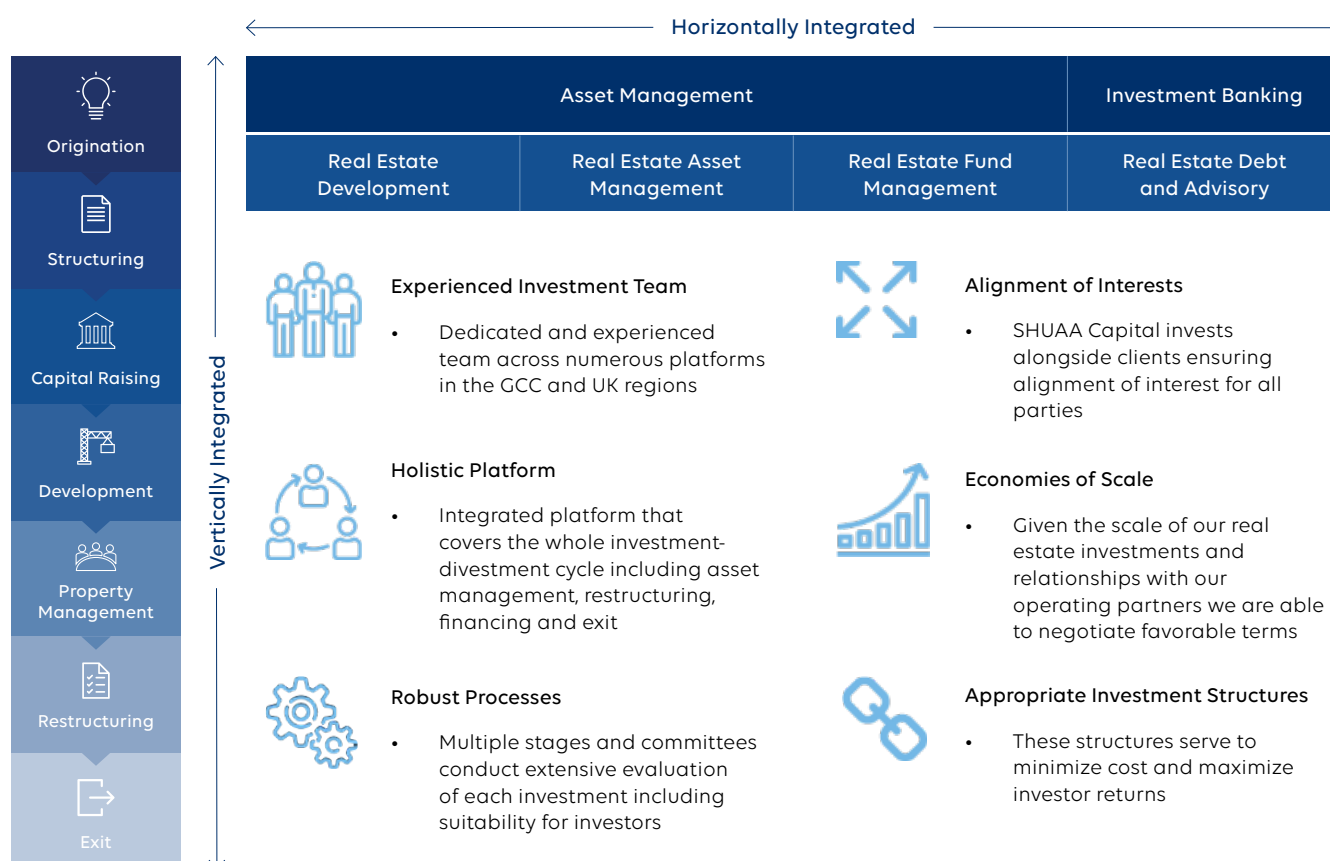 Horizontally Integrated
Origination
Structuring
Capital Raising
Development
Property
Management
Restructuring
Exit
Vertically Integrated
Asset Management
Investment Banking
Real Estate
Development
Real Estate Asset
Management
Real Estate Fund
Management
Real Estate Debt
and Advisory
Experienced Investment Team
• Dedicated and experienced
team across numerous platforms
in the GCC and UK regions
Alignment of Interests
• SHUAA Capital invests
alongside clients ensuring
alignment of interest for all
parties
Holistic Platform
• Integrated platform that
covers the whole investment-
divestment cycle including asset
management, restructuring,
financing and exit
Economies of Scale
• Given the scale of our real
estate investments and
relationships with our
operating partners we are able
to negotiate favorable terms
Robust Processes
• Multiple stages and committees
conduct extensive evaluation
of each investment including
suitability for investors
Appropriate Investment Structures
• These structures serve to
minimize cost and maximize
investor returns